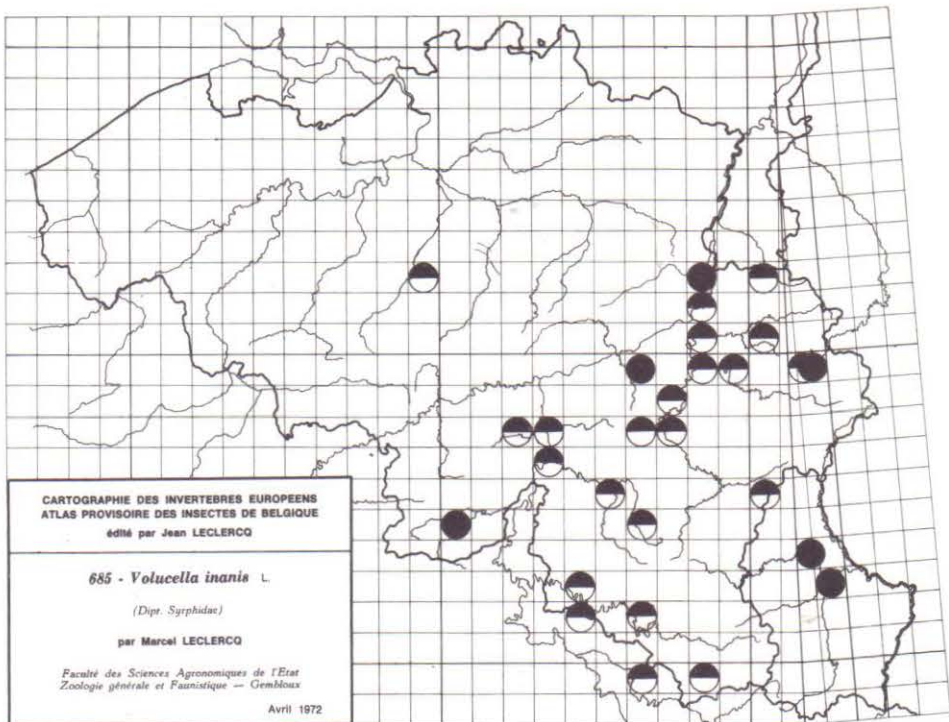 CARTOGRAPHIE DES INVERTEBRES EUROPEENS
ATLAS PROVISOIRE DES INSECTES DE BELGIQUE
édité par Jean LECLERCQ
685 - Volucella inanis L.
(Dipt. Syrphidae)
par Marcel LECLERCQ
Faculté des Sciences Agronomiques de l'Etat
Zoologie générale et Faunistique — Gembloux
Avril 1972